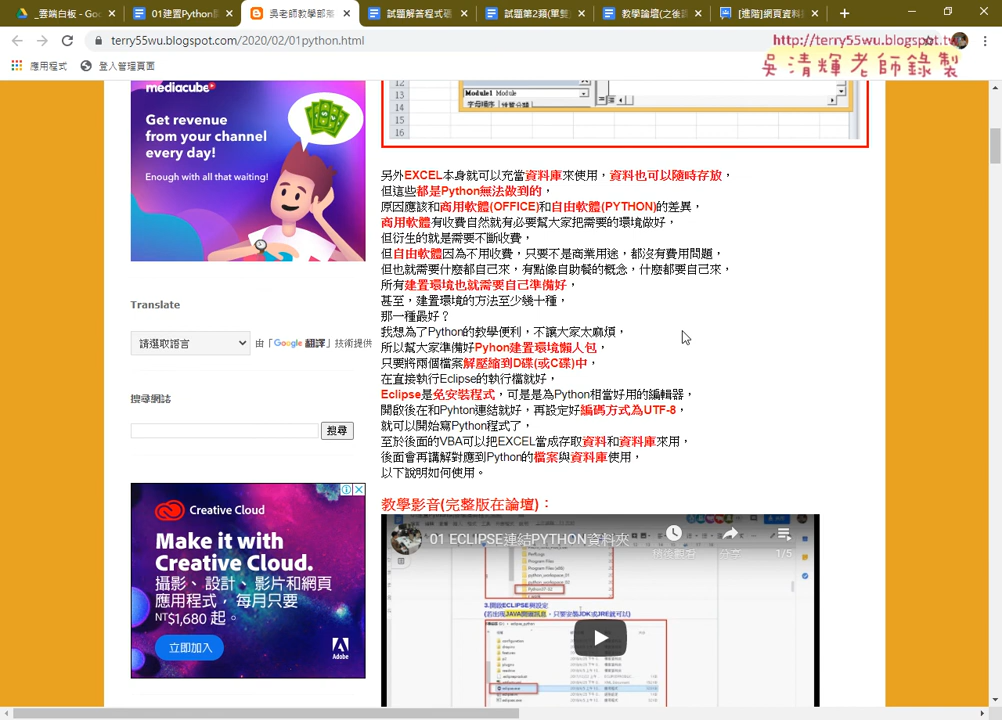 _雲端白板 - Goo
01建置Python
吳老師教學部落
試題解答程式碼
試題第2類(單雙
教學論壇(之後課
[進階]網頁資料
terry55wu.blogspot.com/2020/02/01python.html
http://terry55wu.blogspot.tw
吳清輝老師錄製
應用程式
登入管理頁面
mediacube
Get revenue
from your channel
every day!
Enough with all that waiting!
12
13
14
15
16
Module1 Module
字母順序
另外EXCEL本身就可以充當資料庫來使用，資料也可以隨時存放，
但這些都是Python無法做到的，
原因應該和商用軟體(OFFICE)和自由軟體(PYTHON)的差異，
商用軟體有收費自然就有必要幫大家把需要的環境做好，
但衍生的就是需要不斷收費，
但自由軟體因為不用收費，只要不是商業用途，都沒有費用問題，
但也就需要什麼都自己來，有點像自助餐的概念，什麼都要自己來，
所有建置環境也就需要自己準備好，
甚至，建置環境的方法至少幾十種，
那一種最好？
我想為了Python的教學便利，不讓大家太麻煩，
所以幫大家準備好Pyhon建置環境懶人包，
只要將兩個檔案解壓縮到D碟(或C碟)中，
在直接執行Eclipse的執行檔就好，
Eclipse是免安裝程式，可是是為Python相當好用的編輯器，
開啟後在和Pyhton連結就好，再設定好編碼方式為UTF-8，
就可以開始寫Python程式了，
至於後面的VBA可以把EXCEL當成存取資料和資料庫來用，
後面會再講解對應到Python的檔案與資料庫使用，
以下說明如何使用。
Translate
請選取語言
由「Google 翻譯」技術提供
搜尋網誌
搜尋
Creative Cloud
Make it with
Creative Cloud.
攝影、設計、影片和網頁
應用程式，每月只要
NT$1,680 起。
立即加入
Adobe
教學影音(完整版在論壇)：
01 ECLIPSE連結PYTHON資料夾
稍後觀看
分享
1/5
3.開啟ECLIPSE與設定